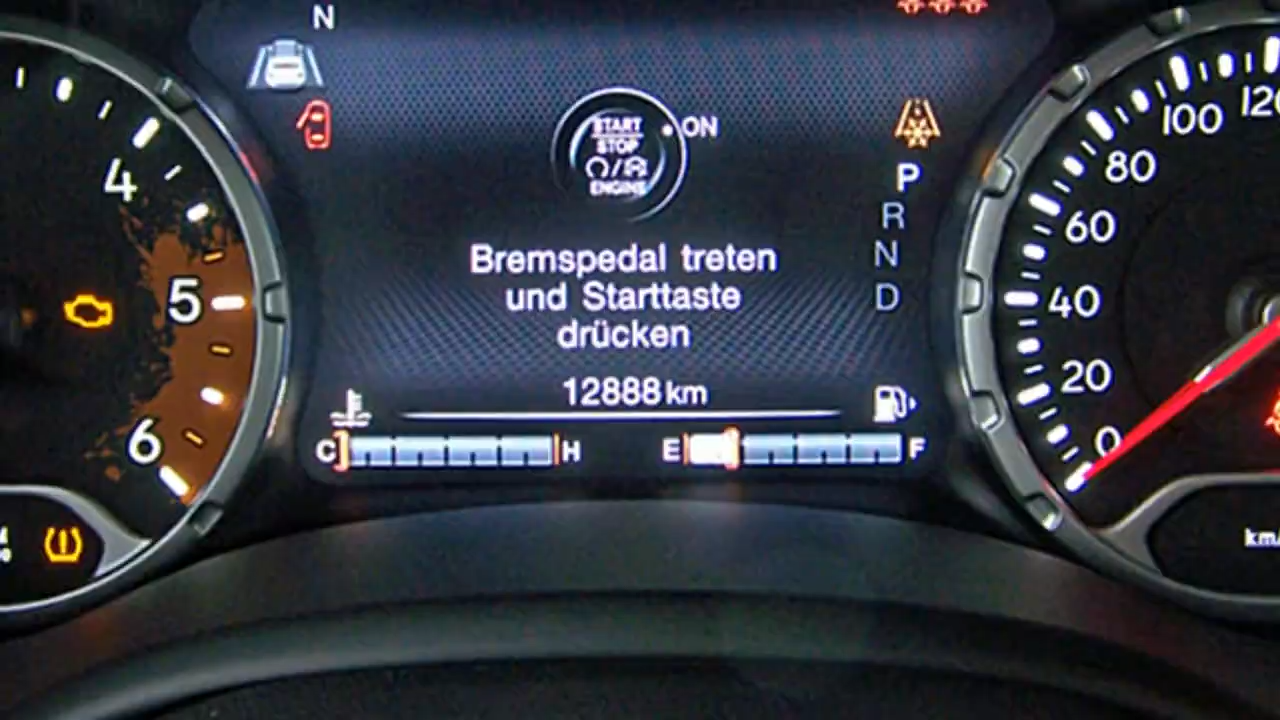 N
START
STOP
ENGINE
ON
P
R
N
D
Bremspedal treten
und Starttaste
drücken
12888 km
C
H
E
F
4
5
6
0
20
40
60
80
100
120
km/